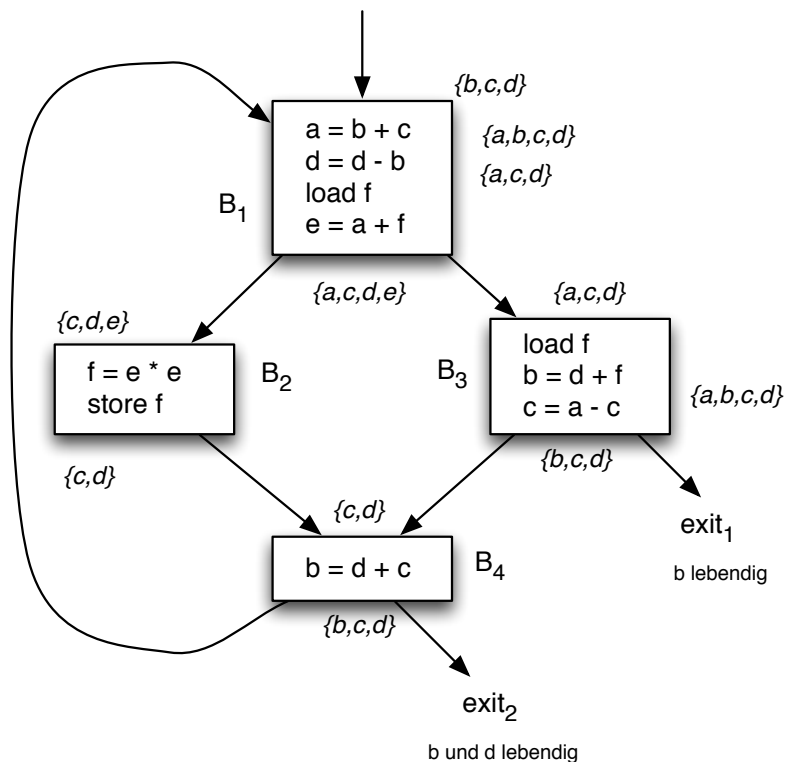 {b,c,d}
a = b + c
{a,b,c,d}
d = d - b
{a,c,d}
load f
B1
e = a + f
{a,c,d,e}
{a,c,d}
{c,d,e}
f = e * e
store f
B2
B3
load f
b = d + f
c = a - c
{a,b,c,d}
{c,d}
{b,c,d}
{c,d}
b = d + c
B4
exit1
b lebendig
{b,c,d}
exit2
b und d lebendig